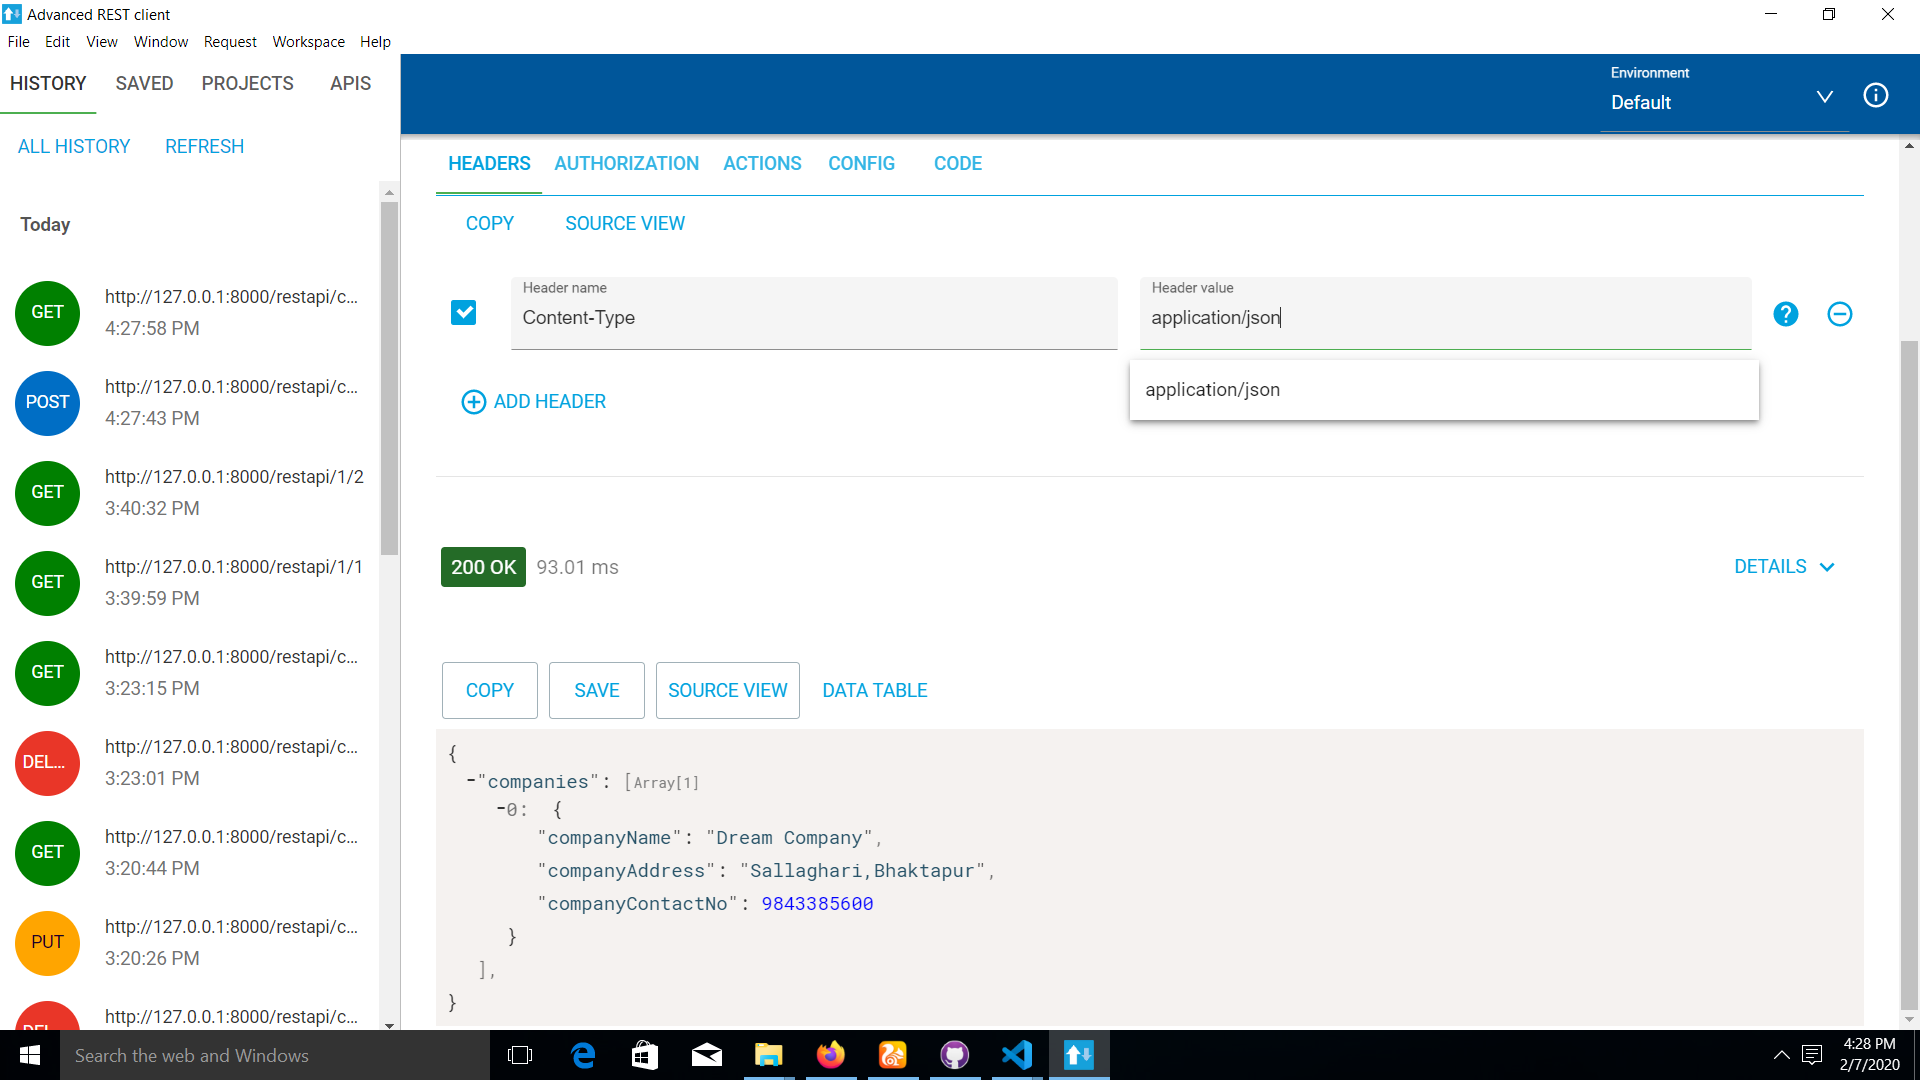 Advanced REST client
File Edit View Window Request Workspace Help
HISTORY SAVED PROJECTS APIS
ALL HISTORY REFRESH
Today
GET http://127.0.0.1:8000/restapi/c...
4:27:58 PM
POST http://127.0.0.1:8000/restapi/c...
4:27:43 PM
GET http://127.0.0.1:8000/restapi/1/2
3:40:32 PM
GET http://127.0.0.1:8000/restapi/1/1
3:39:59 PM
GET http://127.0.0.1:8000/restapi/c...
3:23:15 PM
DEL... http://127.0.0.1:8000/restapi/c...
3:23:01 PM
GET http://127.0.0.1:8000/restapi/c...
3:20:44 PM
PUT http://127.0.0.1:8000/restapi/c...
3:20:26 PM
DEL... http://127.0.0.1:8000/restapi/c...
Environment
Default
HEADERS AUTHORIZATION ACTIONS CONFIG CODE
COPY SOURCE VIEW
Header name
Content-Type
Header value
application/json
application/json
ADD HEADER
200 OK 93.01 ms
DETAILS
COPY SAVE SOURCE VIEW DATA TABLE
{
-"companies": [Array[1]
-0: {
"companyName": "Dream Company",
"companyAddress": "Sallaghari,Bhaktapur",
"companyContactNo": 9843385600
}
],
}
Search the web and Windows
4:28 PM
2/7/2020